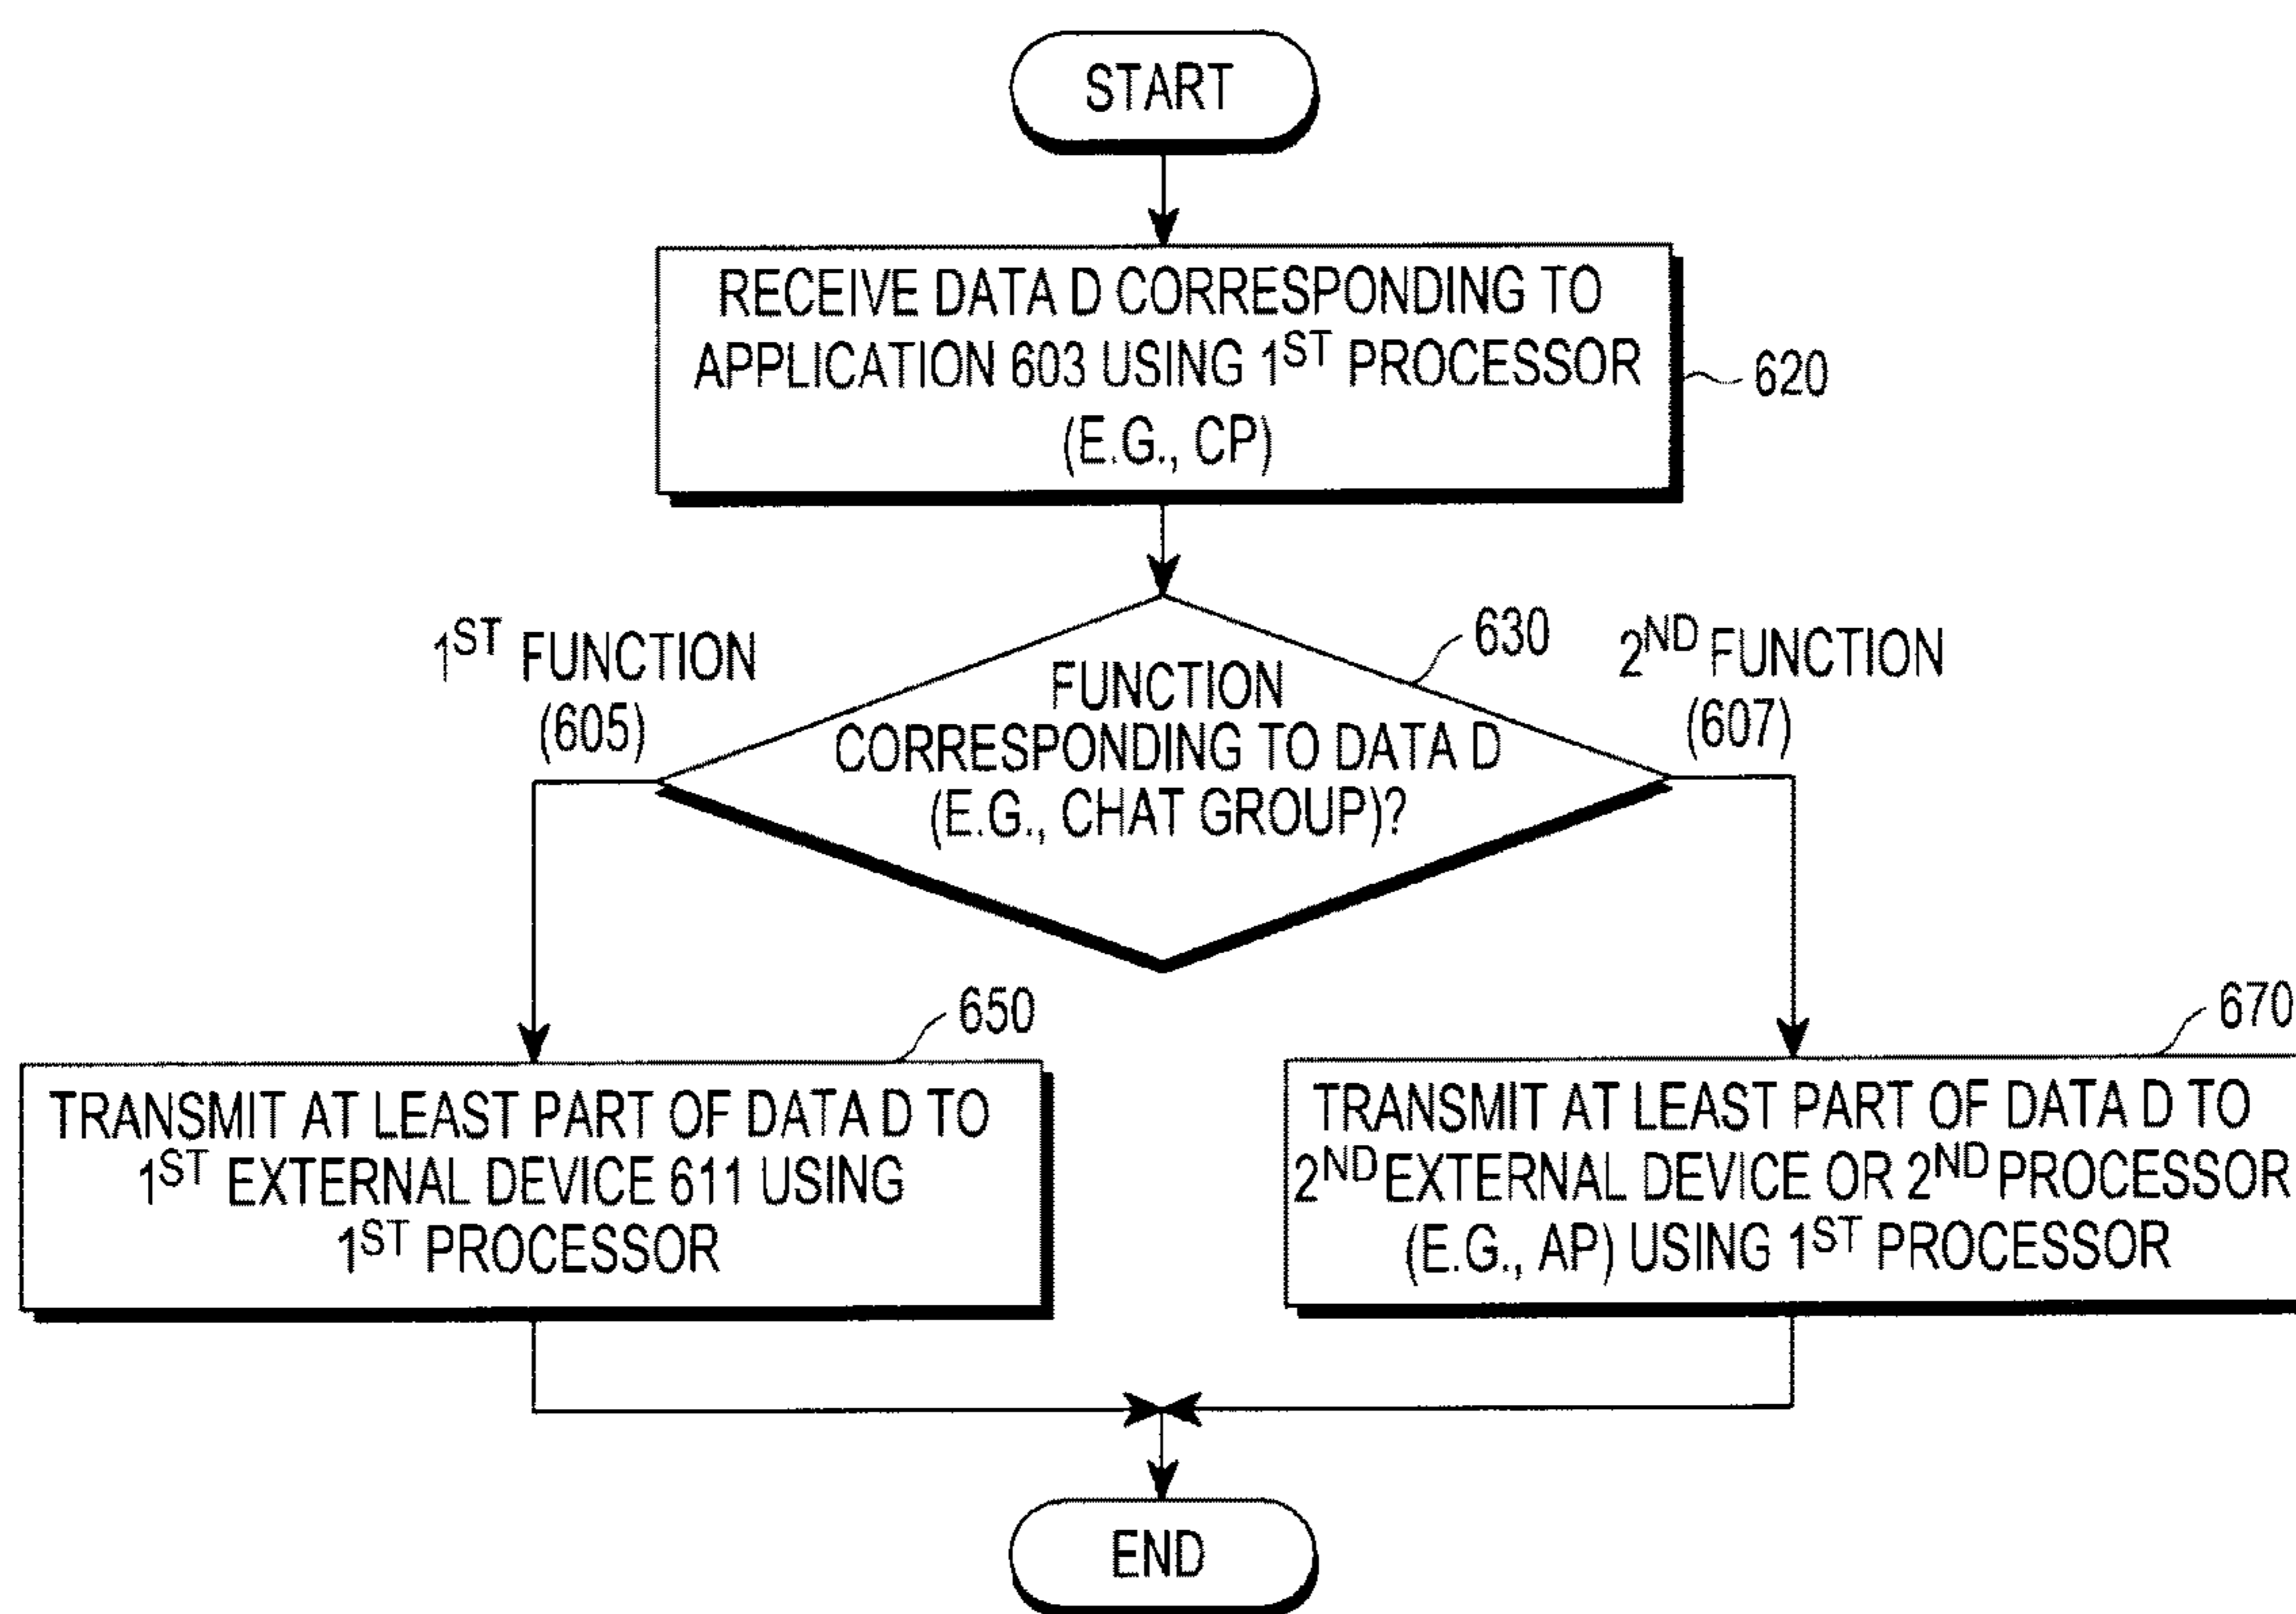 START
RECEIVE DATA D CORRESPONDING TO
APPLICATION 603 USING 1ST PROCESSOR
(E.G., CP)
620
1ST FUNCTION
(605)
FUNCTION
CORRESPONDING TO DATA D
(E.G., CHAT GROUP)?
630
2ND FUNCTION
(607)
650
TRANSMIT AT LEAST PART OF DATA D TO
1ST EXTERNAL DEVICE 611 USING
1ST PROCESSOR
670
TRANSMIT AT LEAST PART OF DATA D TO
2ND EXTERNAL DEVICE OR 2ND PROCESSOR
(E.G., AP) USING 1ST PROCESSOR
END